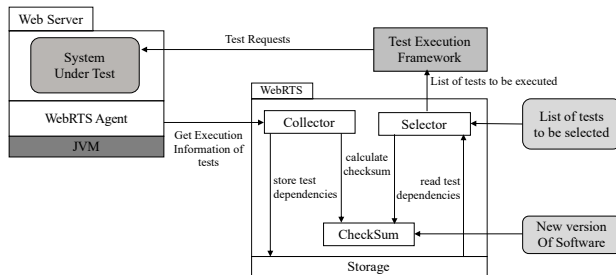 Web Server
System
Under Test
WebRTS Agent
JVM
Test Requests
Test Execution
Framework
List of tests to be executed
WebRTS
Collector
Selector
List of tests
to be selected
Get Execution
Information of
tests
calculate
checksum
store test
dependencies
read test
dependencies
CheckSum
New version
Of Software
Storage